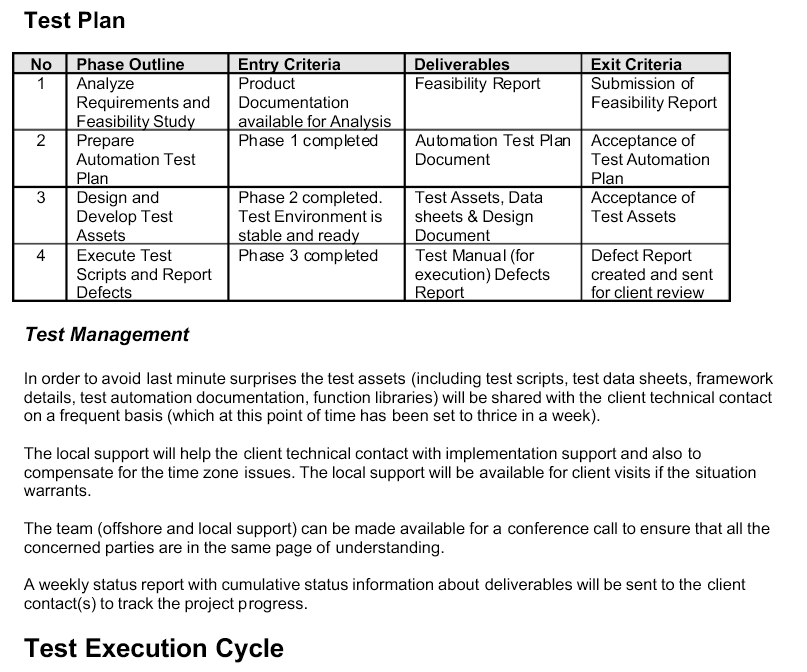 Test Plan
No Phase Outline Entry Criteria Deliverables Exit Criteria
1 Analyze Product Feasibility Report Submission of
Requirements and Documentation Feasibility Report
Feasibility Study available for Analysis
2 Prepare Phase 1 completed Automation Test Plan Acceptance of
Automation Test Document Test Automation
Plan Plan
3 Design and Phase 2 completed. Test Assets, Data Acceptance of
Develop Test Test Environment is sheets & Design Test Assets
Assets stable and ready Document
4 Execute Test Phase 3 completed Test Manual (for Defect Report
Scripts and Report execution) Defects created and sent
Defects Report for client review
Test Management
In order to avoid last minute surprises the test assets (including test scripts, test data sheets, framework
details, test automation documentation, function libraries) will be shared with the client technical contact
on a frequent basis (which at this point of time has been set to thrice in a week).
The local support will help the client technical contact with implementation support and also to
compensate for the time zone issues. The local support will be available for client visits if the situation
warrants.
The team (offshore and local support) can be made available for a conference call to ensure that all the
concerned parties are in the same page of understanding.
A weekly status report with cumulative status information about deliverables will be sent to the client
contact(s) to track the project progress.
Test Execution Cycle